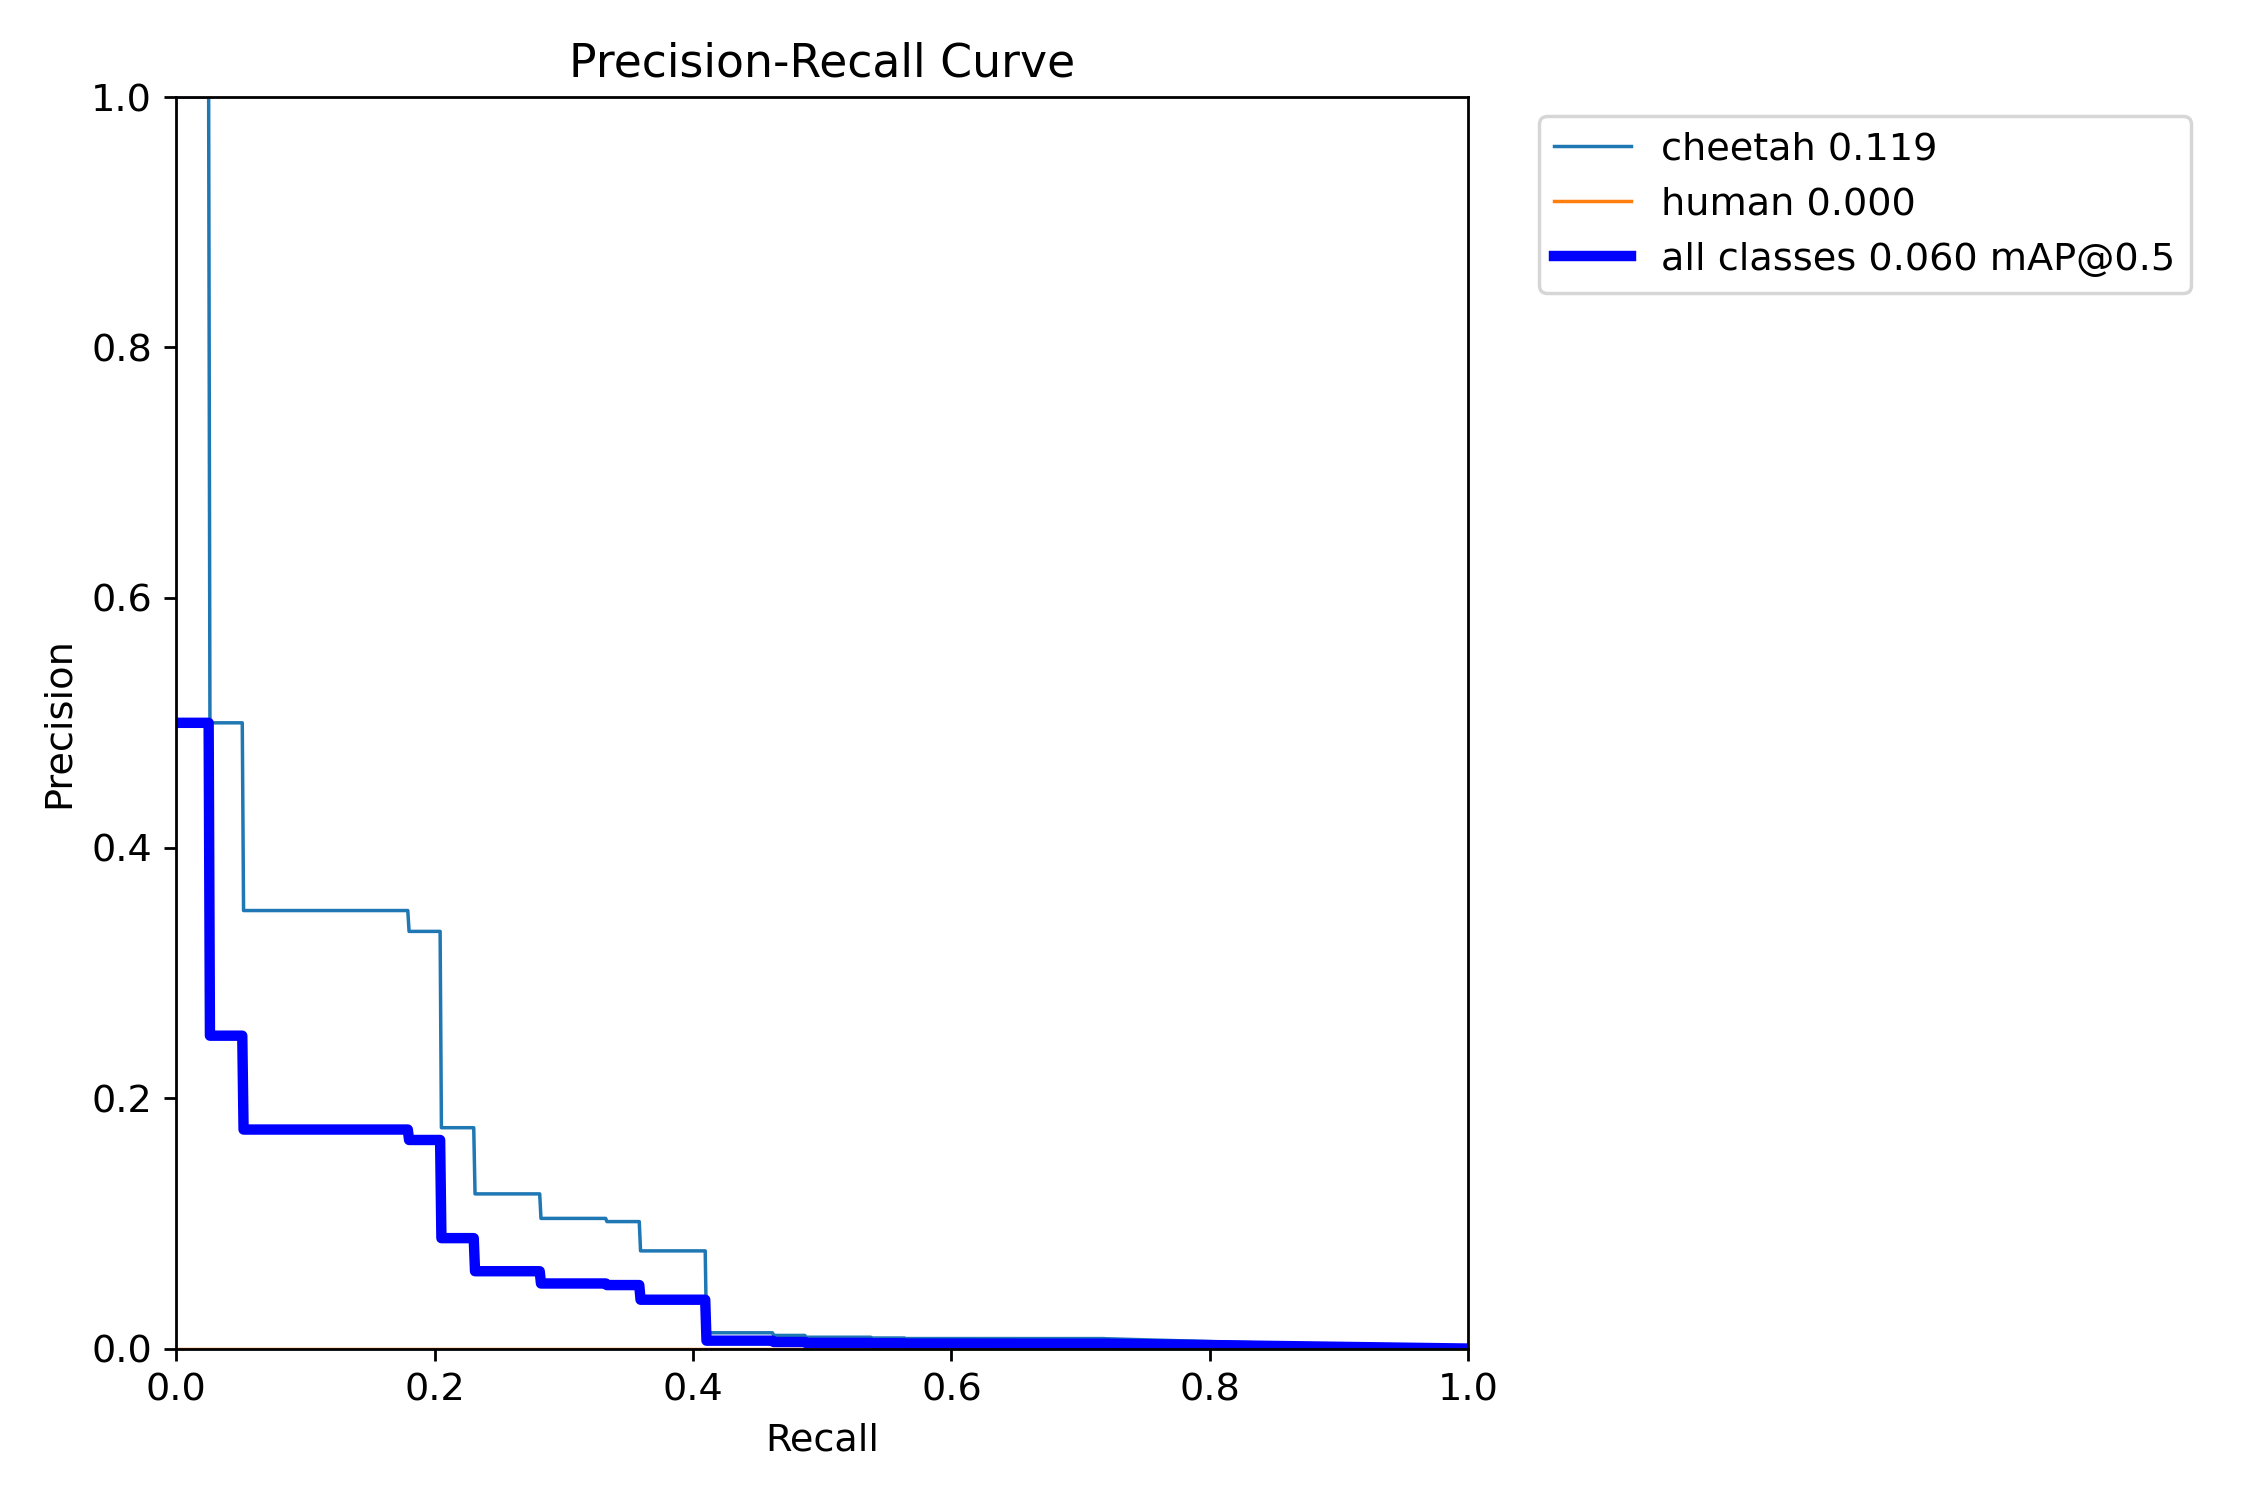 Precision-Recall Curve
1.0
0.8
0.6
0.4
0.2
0.0
Precision
0.0 0.2 0.4 0.6 0.8 1.0
Recall
cheetah 0.119
human 0.000
all classes 0.060 mAP@0.5